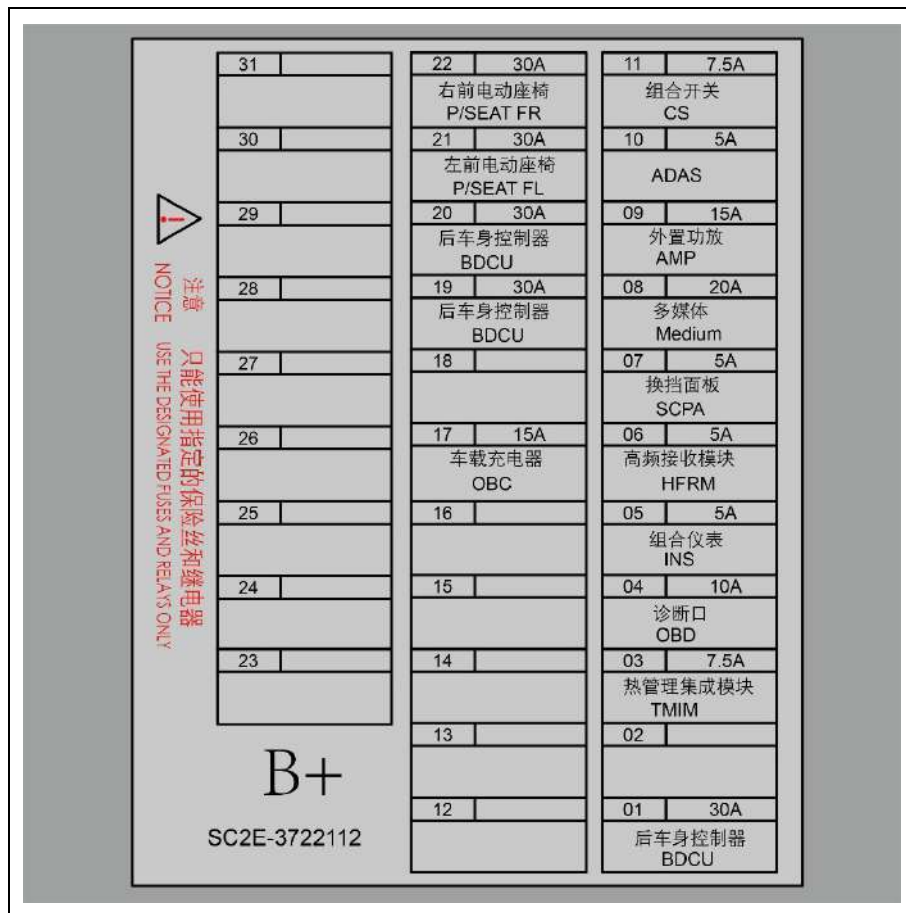 31
30
29
28
27
26
25
24
23
B+
SC2E-3722112
22 30A
右前电动座椅
P/SEAT FR
21 30A
左前电动座椅
P/SEAT FL
20 30A
后车身控制器
BDCU
19 30A
后车身控制器
BDCU
18
17 15A
车载充电器
OBC
16
15
14
13
12
11 7.5A
组合开关
CS
10 5A
ADAS
09 15A
外置功放
AMP
08 20A
多媒体
Medium
07 5A
换挡面板
SCPA
06 5A
高频接收模块
HFRM
05 5A
组合仪表
INS
04 10A
诊断口
OBD
03 7.5A
热管理集成模块
TMIM
02
01 30A
后车身控制器
BDCU
注意 只能使用指定的保险丝和继电器
NOTICE USE THE DESIGNATED FUSES AND RELAYS ONLY